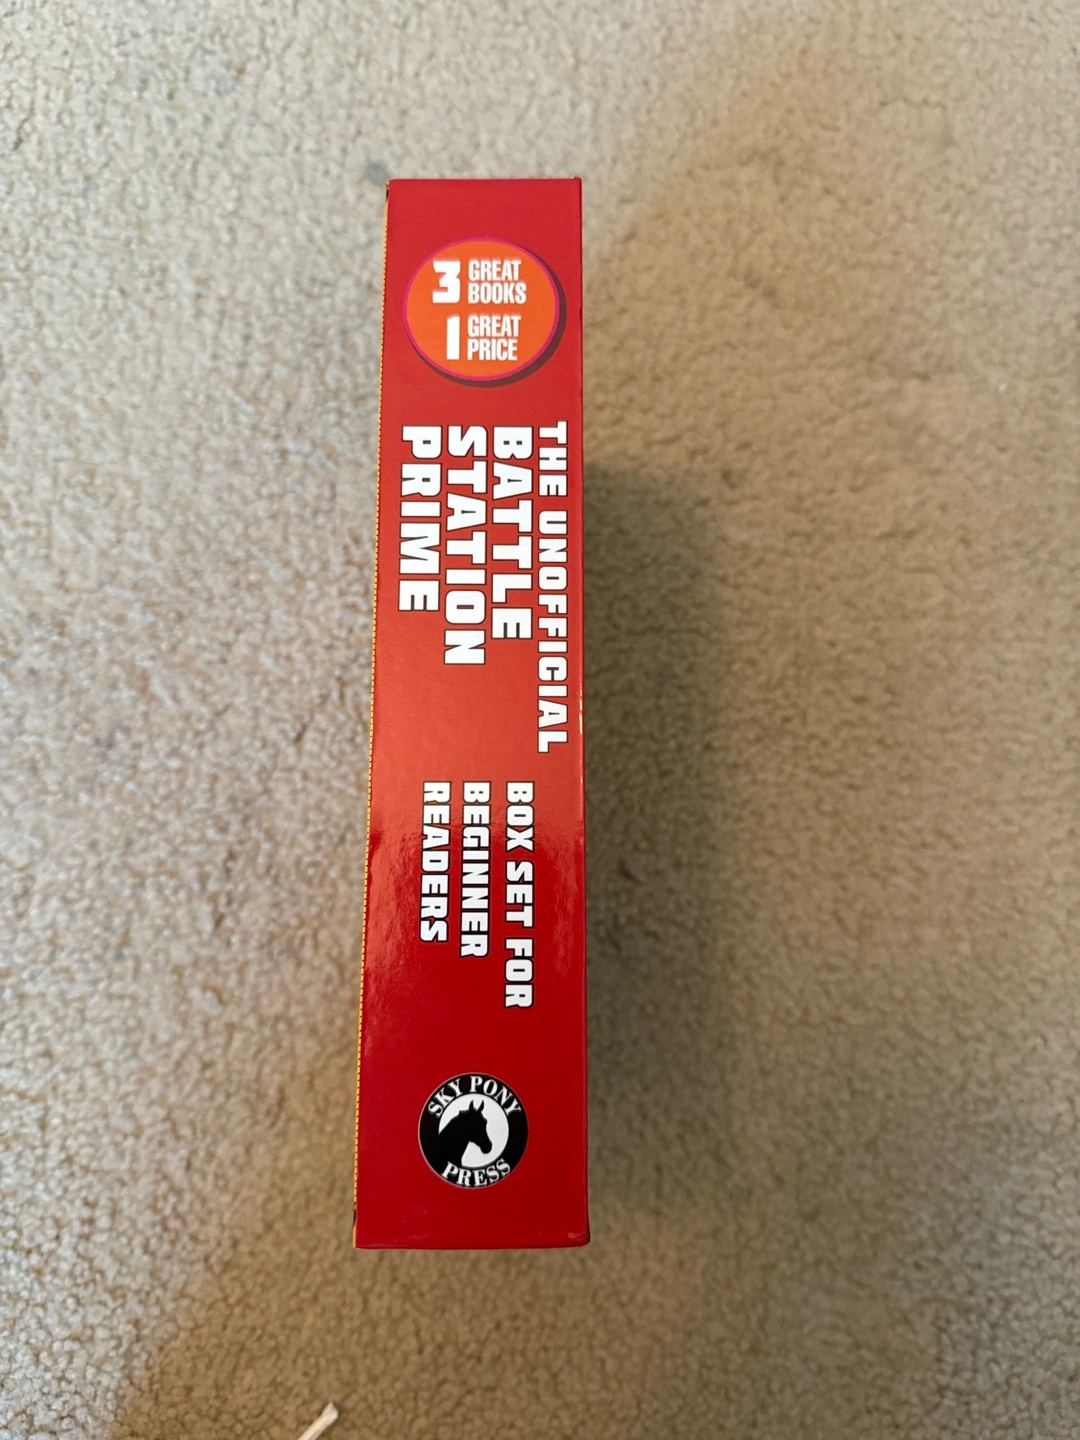 3 GREAT
BOOKS
1 GREAT
PRICE
THE UNOFFICIAL
BATTLE
STATION
PRIME
BOX SET FOR
BEGINNER
READERS
SKY PONY
PRESS